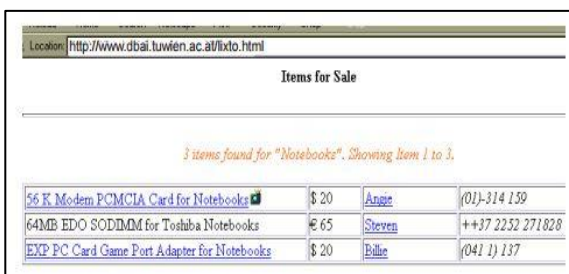 Location: http://www.dbai.tuwien.ac.at/lixto.html
Items for Sale
3 items found for "Notebooks". Showing Item 1 to 3.
56 K Modem PCMCIA Card for Notebooks $ 20 Angie (01)-314 159
64MB EDO SODIMM for Toshiba Notebooks € 65 Steven ++37 2252 271828
EXP PC Card Game Port Adapter for Notebooks $ 20 Billie (041 1) 137